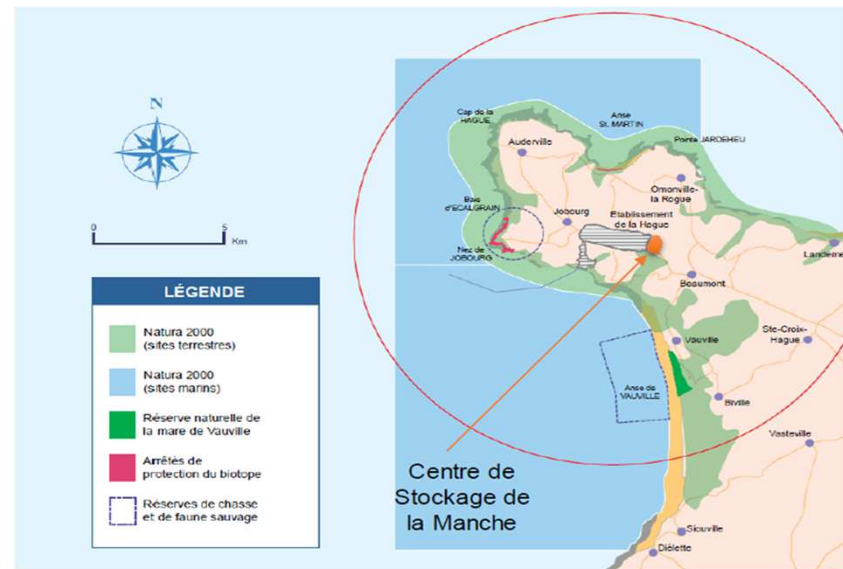 Cap de la
HAGUE
Anse
St. MARTIN
Pointe JARDEHEU
N
Auderville
Omonville-
la Rogue
Baie
d'ECALGRAIN
Jobourg
Etablissement
de la Hague
0
5
Km
Nez de
JOBOURG
Landemer
Beaumont
LÉGENDE
Natura 2000
(sites terrestres)
Natura 2000
(sites marins)
Réserve naturelle de
la mare de Vauville
Arrêtés de
protection du biotope
Réserves de chasse
et de faune sauvage
Vauville
Ste-Croix-
Hague
Anse de
VAUVILLE
Biville
Vasteville
Centre de
Stockage de
la Manche
Siouville
Diélette